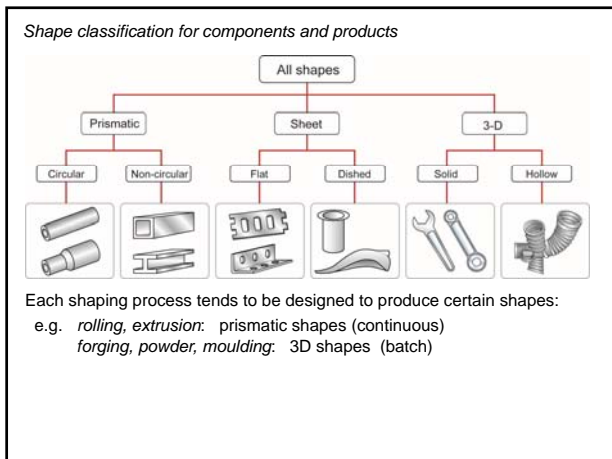 Shape classification for components and products
All shapes
Prismatic Sheet 3-D
Circular Non-circular Flat Dished Solid Hollow
Each shaping process tends to be designed to produce certain shapes:
e.g. rolling, extrusion: prismatic shapes (continuous)
forging, powder, moulding: 3D shapes (batch)